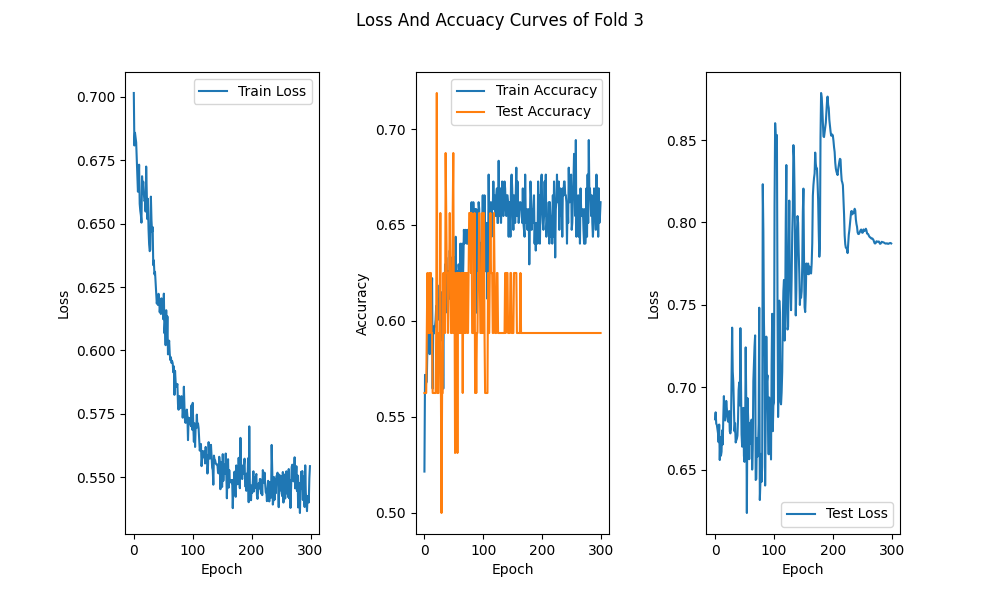 Loss And Accuacy Curves of Fold 3
Train Loss
0.700
0.675
0.650
0.625
0.600
0.575
0.550
Loss
0
100
200
300
Epoch
Train Accuracy
Test Accuracy
0.70
0.65
0.60
0.55
0.50
Accuracy
0
100
200
300
Epoch
0.85
0.80
0.75
0.70
0.65
Loss
Test Loss
0
100
200
300
Epoch